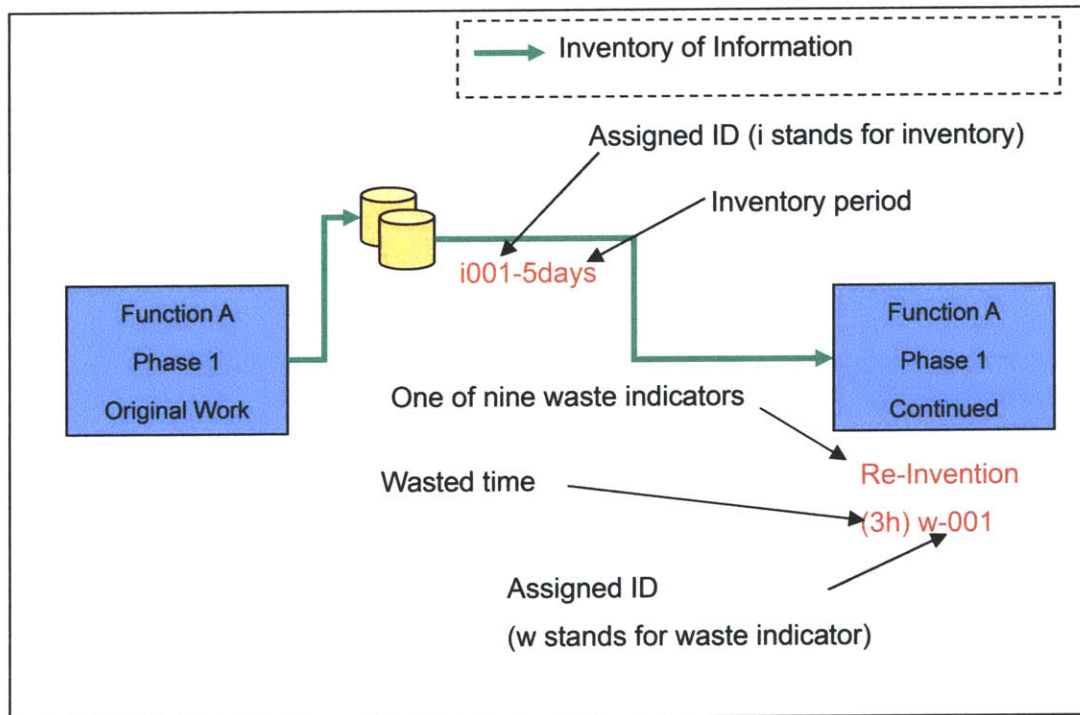 Inventory of Information
Assigned ID (i stands for inventory)
Inventory period
i001-5days
Function A
Phase 1
Original Work
Function A
Phase 1
Continued
One of nine waste indicators
Re-Invention
Wasted time
(3h) w-001
Assigned ID
(w stands for waste indicator)